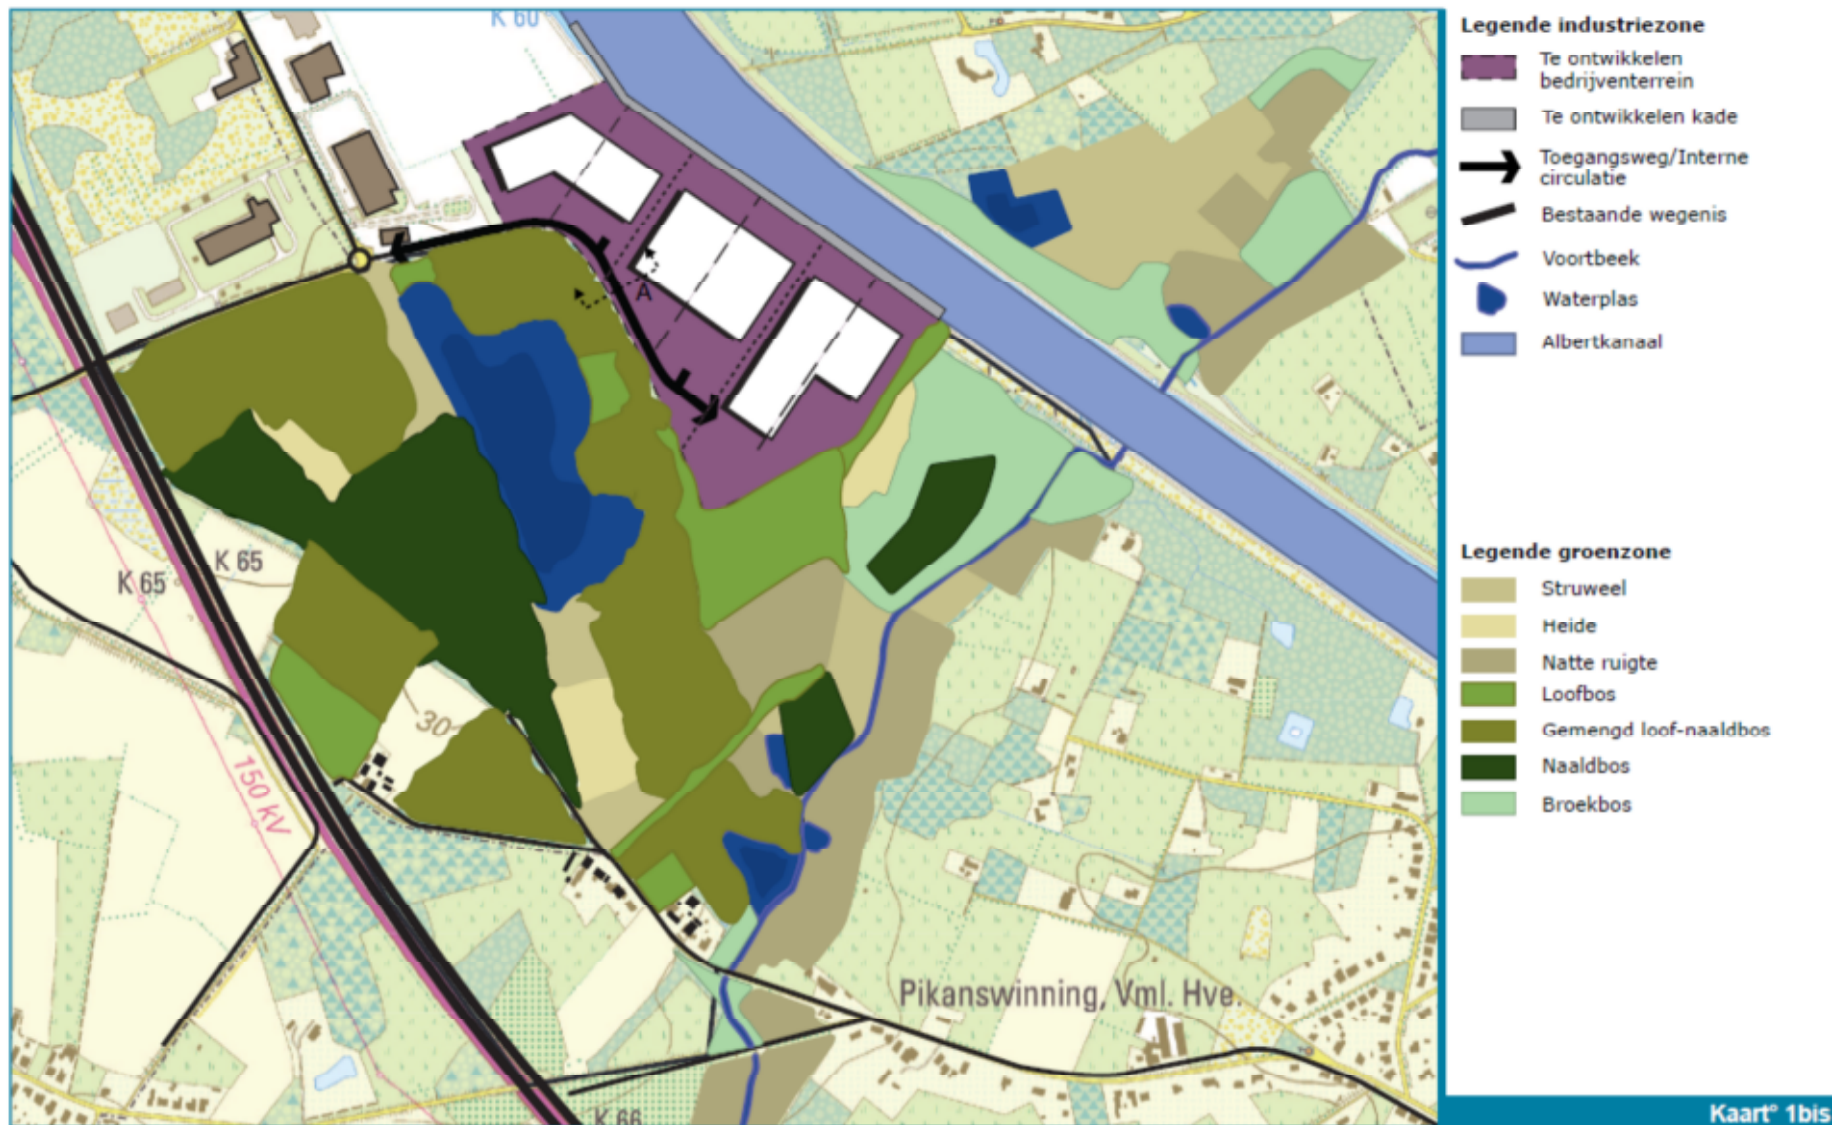 K 60
Legende industriezone
Te ontwikkelen
bedrijventerrein
Te ontwikkelen kade
Toegangsweg/Interne
circulatie
Bestaande wegenis
Voortbeek
Waterplas
Albertkanaal
A
K 65
K 65
30
150 kV
Pikanswinning, Vml. Hve.
K 66
Legende groenzone
Struweel
Heide
Natte ruigte
Loofbos
Gemengd loof-naaldbos
Naaldbos
Broekbos
Kaart° 1bis